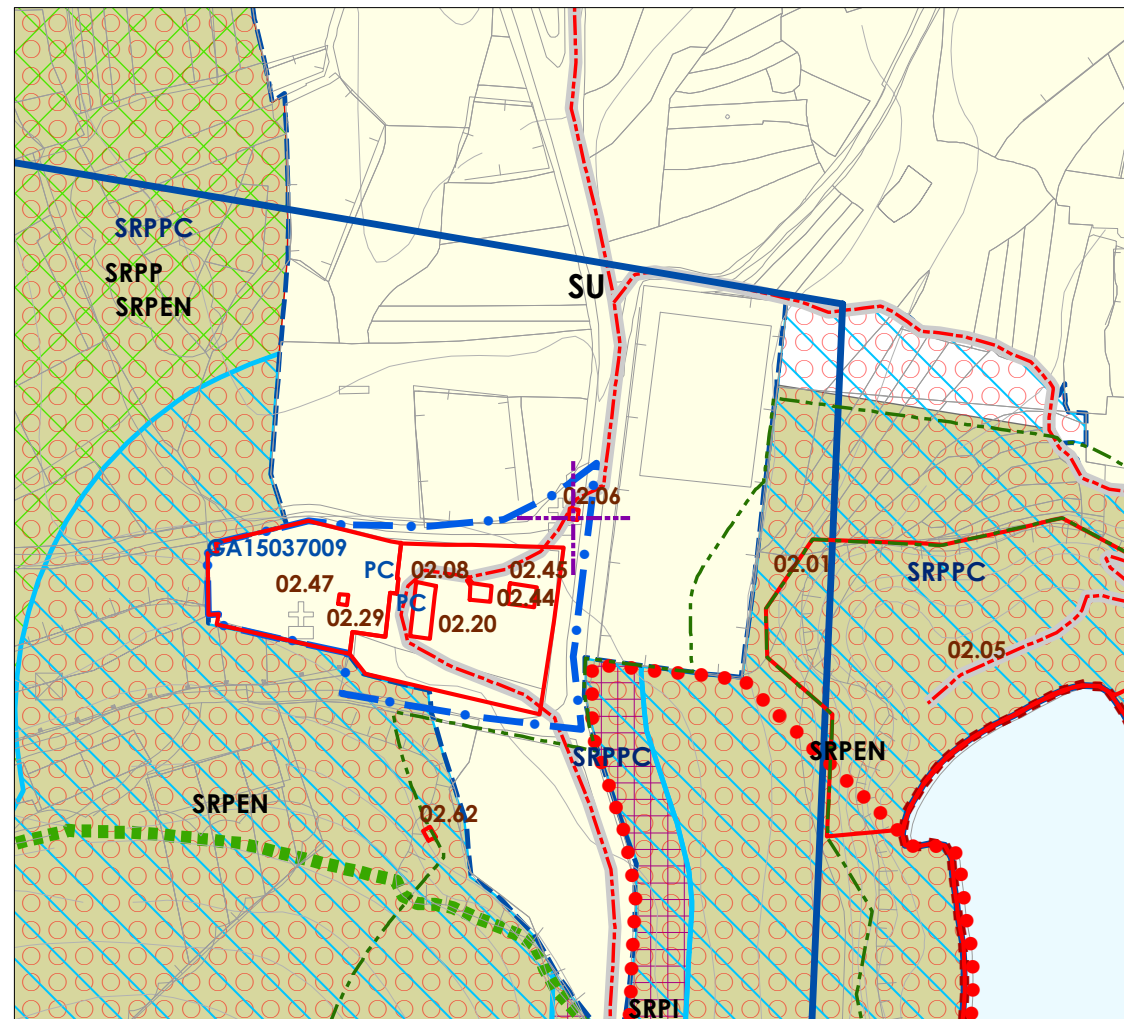 SRPPC
SRPP
SRPEN
SU
02.06
GA15037009
02.01
PC
02.08
02.45
SRPPC
02.47
PC
02.44
02.29
02.20
02.05
SRPPC
SRPEN
SRPEN
02.62
SRPI